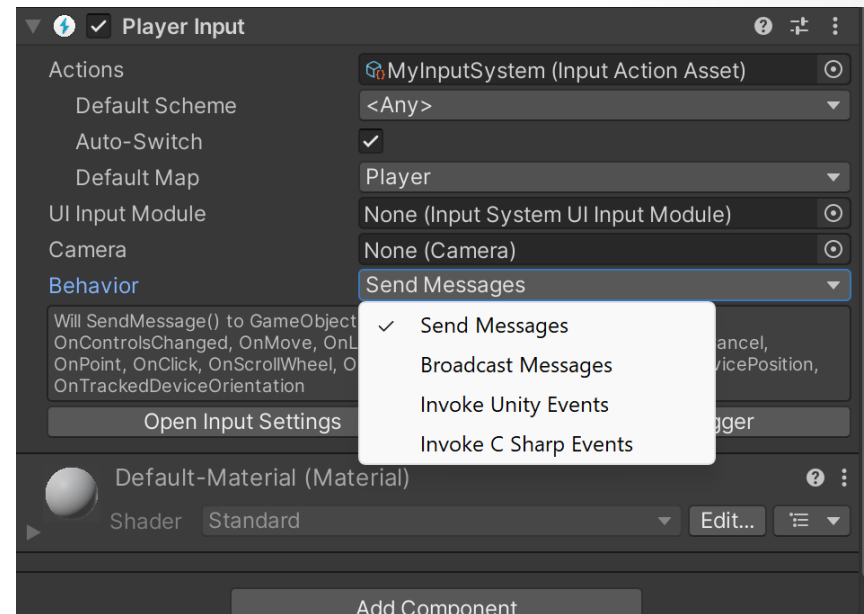 Player Input
Actions
MyInputSystem (Input Action Asset)
Default Scheme
<Any>
Auto-Switch
Default Map
Player
UI Input Module
None (Input System UI Input Module)
Camera
None (Camera)
Behavior
Send Messages
Will SendMessage() to GameObject
OnControlsChanged, OnMove, OnL ancel,
OnPoint, OnClick, OnScrollWheel, O vicePosition,
OnTrackedDeviceOrientation
Send Messages
Broadcast Messages
Invoke Unity Events
Invoke C Sharp Events
Open Input Settings
gger
Default-Material (Material)
Shader
Standard
Edit...
Add Component